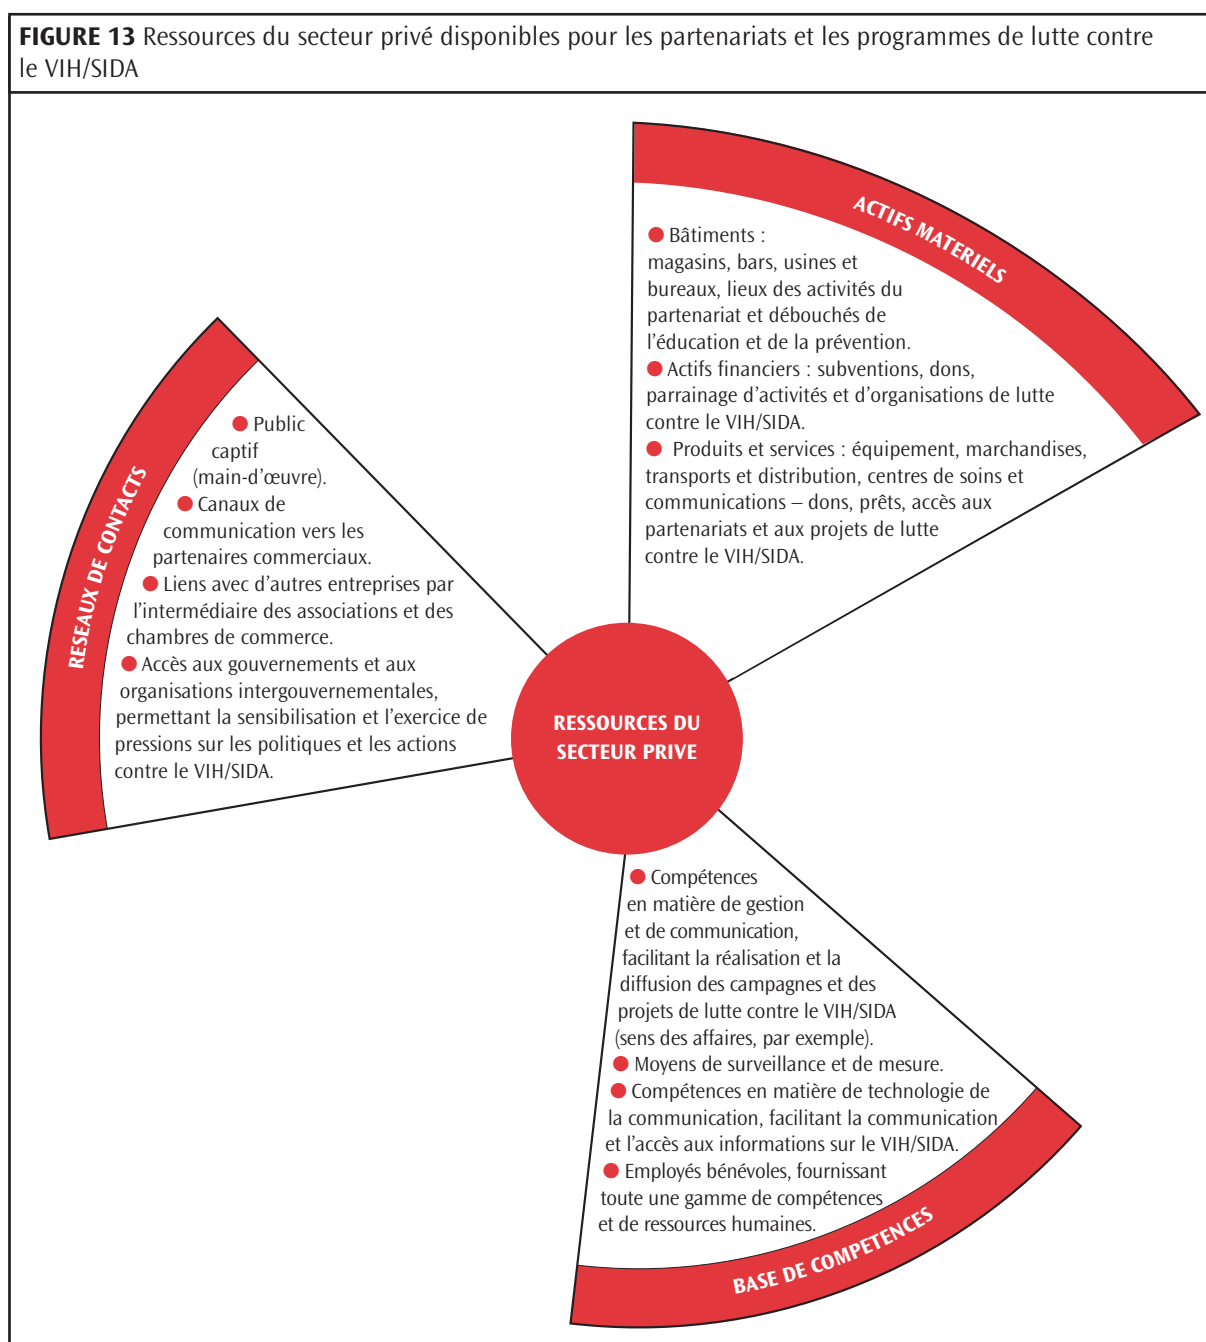 FIGURE 13 Ressources du secteur privé disponibles pour les partenariats et les programmes de lutte contre
le VIH/SIDA
ACTIFS MATERIELS
● Bâtiments :
magasins, bars, usines et
bureaux, lieux des activités du
partenariat et débouchés de
l'éducation et de la prévention.
● Actifs financiers : subventions, dons,
parrainage d'activités et d'organisations de lutte
contre le VIH/SIDA.
● Produits et services : équipement, marchandises,
transports et distribution, centres de soins et
communications – dons, prêts, accès aux
partenariats et aux projets de lutte
contre le VIH/SIDA.
RESEAUX DE CONTACTS
● Public
captif
(main-d'œuvre).
● Canaux de
communication vers les
partenaires commerciaux.
● Liens avec d'autres entreprises par
l'intermédiaire des associations et des
chambres de commerce.
● Accès aux gouvernements et aux
organisations intergouvernementales,
permettant la sensibilisation et l'exercice de
pressions sur les politiques et les actions
contre le VIH/SIDA.
RESSOURCES DU
SECTEUR PRIVE
● Compétences
en matière de gestion
et de communication,
facilitant la réalisation et la
diffusion des campagnes et des
projets de lutte contre le VIH/SIDA
(sens des affaires, par exemple).
● Moyens de surveillance et de mesure.
● Compétences en matière de technologie de
la communication, facilitant la communication
et l'accès aux informations sur le VIH/SIDA.
● Employés bénévoles, fournissant
toute une gamme de compétences
et de ressources humaines.
BASE DE COMPETENCES